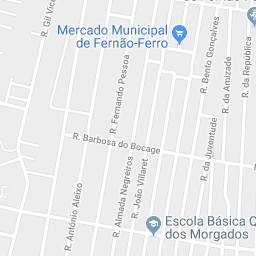 R. Gil Vice
Mercado Municipal
de Fernão-Ferro
R. Fernando Pessoa
R. Bento Gonçalves
R. da República
R. da Amizade
R. da Juventude
R. Barbosa do Bocage
R. António Aleixo
R. Almada Negreiros
R. João Villaret
Escola Básica Q
dos Morgados